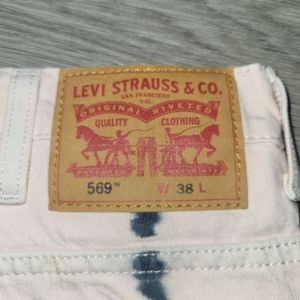 LEVI STRAUSS & CO.
SAN FRANCISCO
CAL.
ORIGINAL RIVETED
QUALITY CLOTHING
569™ W 38 L